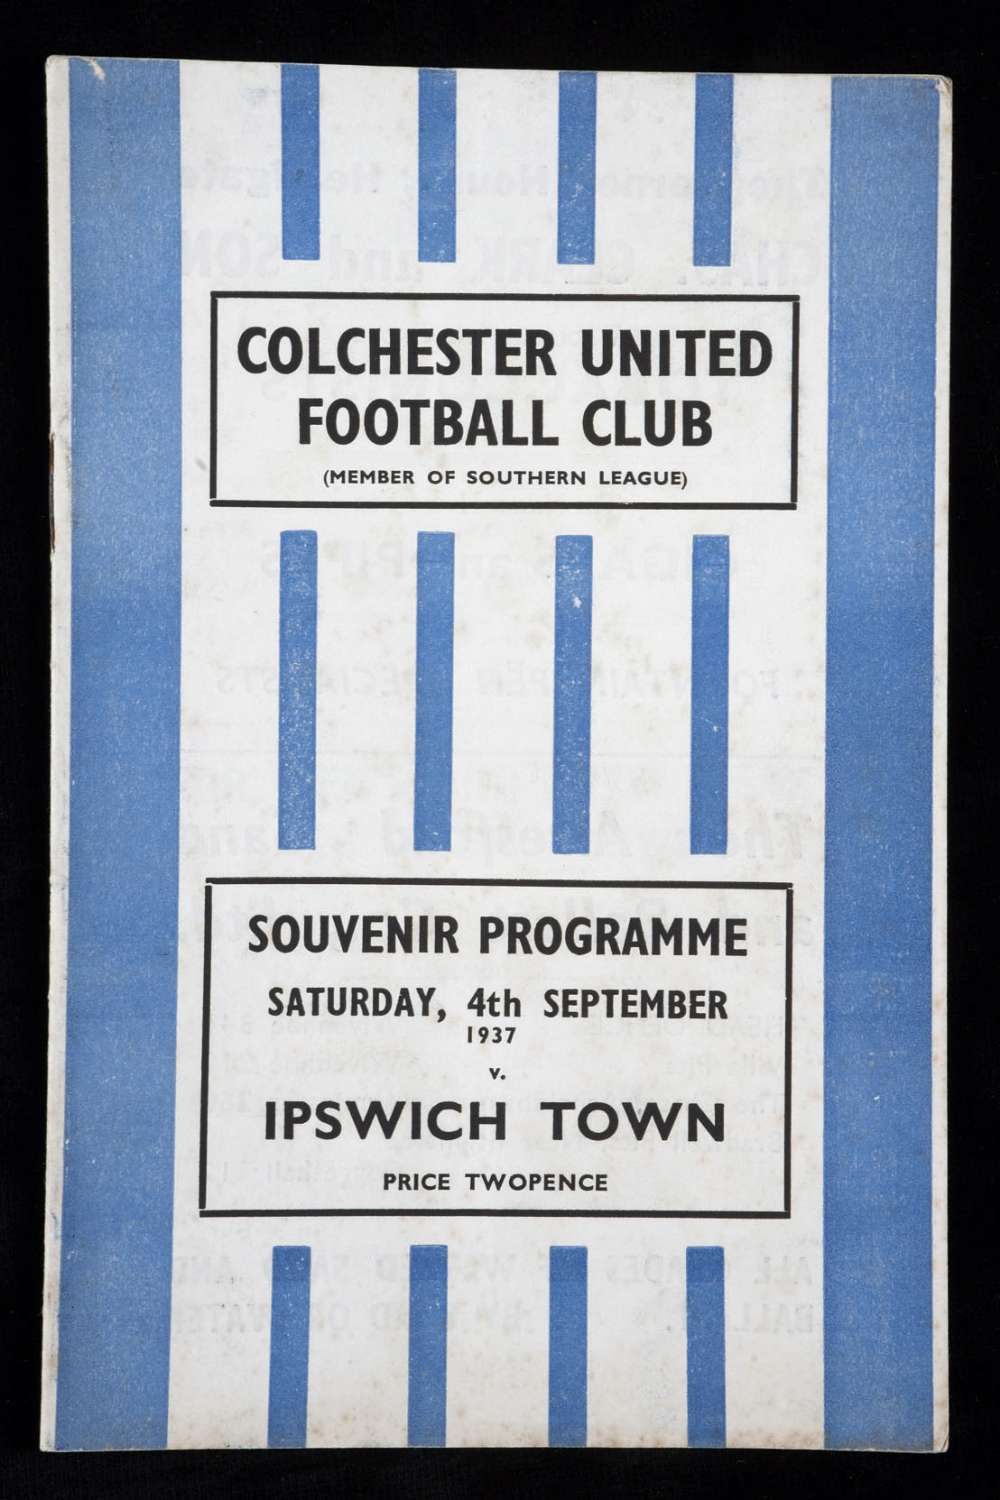 COLCHESTER UNITED
FOOTBALL CLUB
(MEMBER OF SOUTHERN LEAGUE)
SOUVENIR PROGRAMME
SATURDAY, 4th SEPTEMBER
1937
v.
IPSWICH TOWN
PRICE TWOPENCE